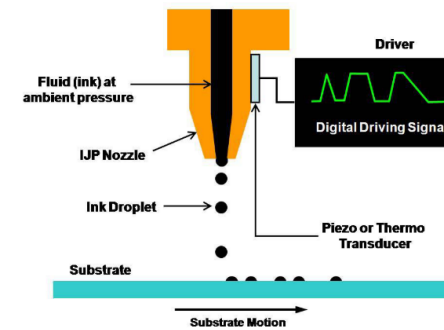 Driver
Fluid (ink) at
ambient pressure
Digital Driving Signa
IJP Nozzle
Ink Droplet
Piezo or Thermo
Transducer
Substrate
Substrate Motion